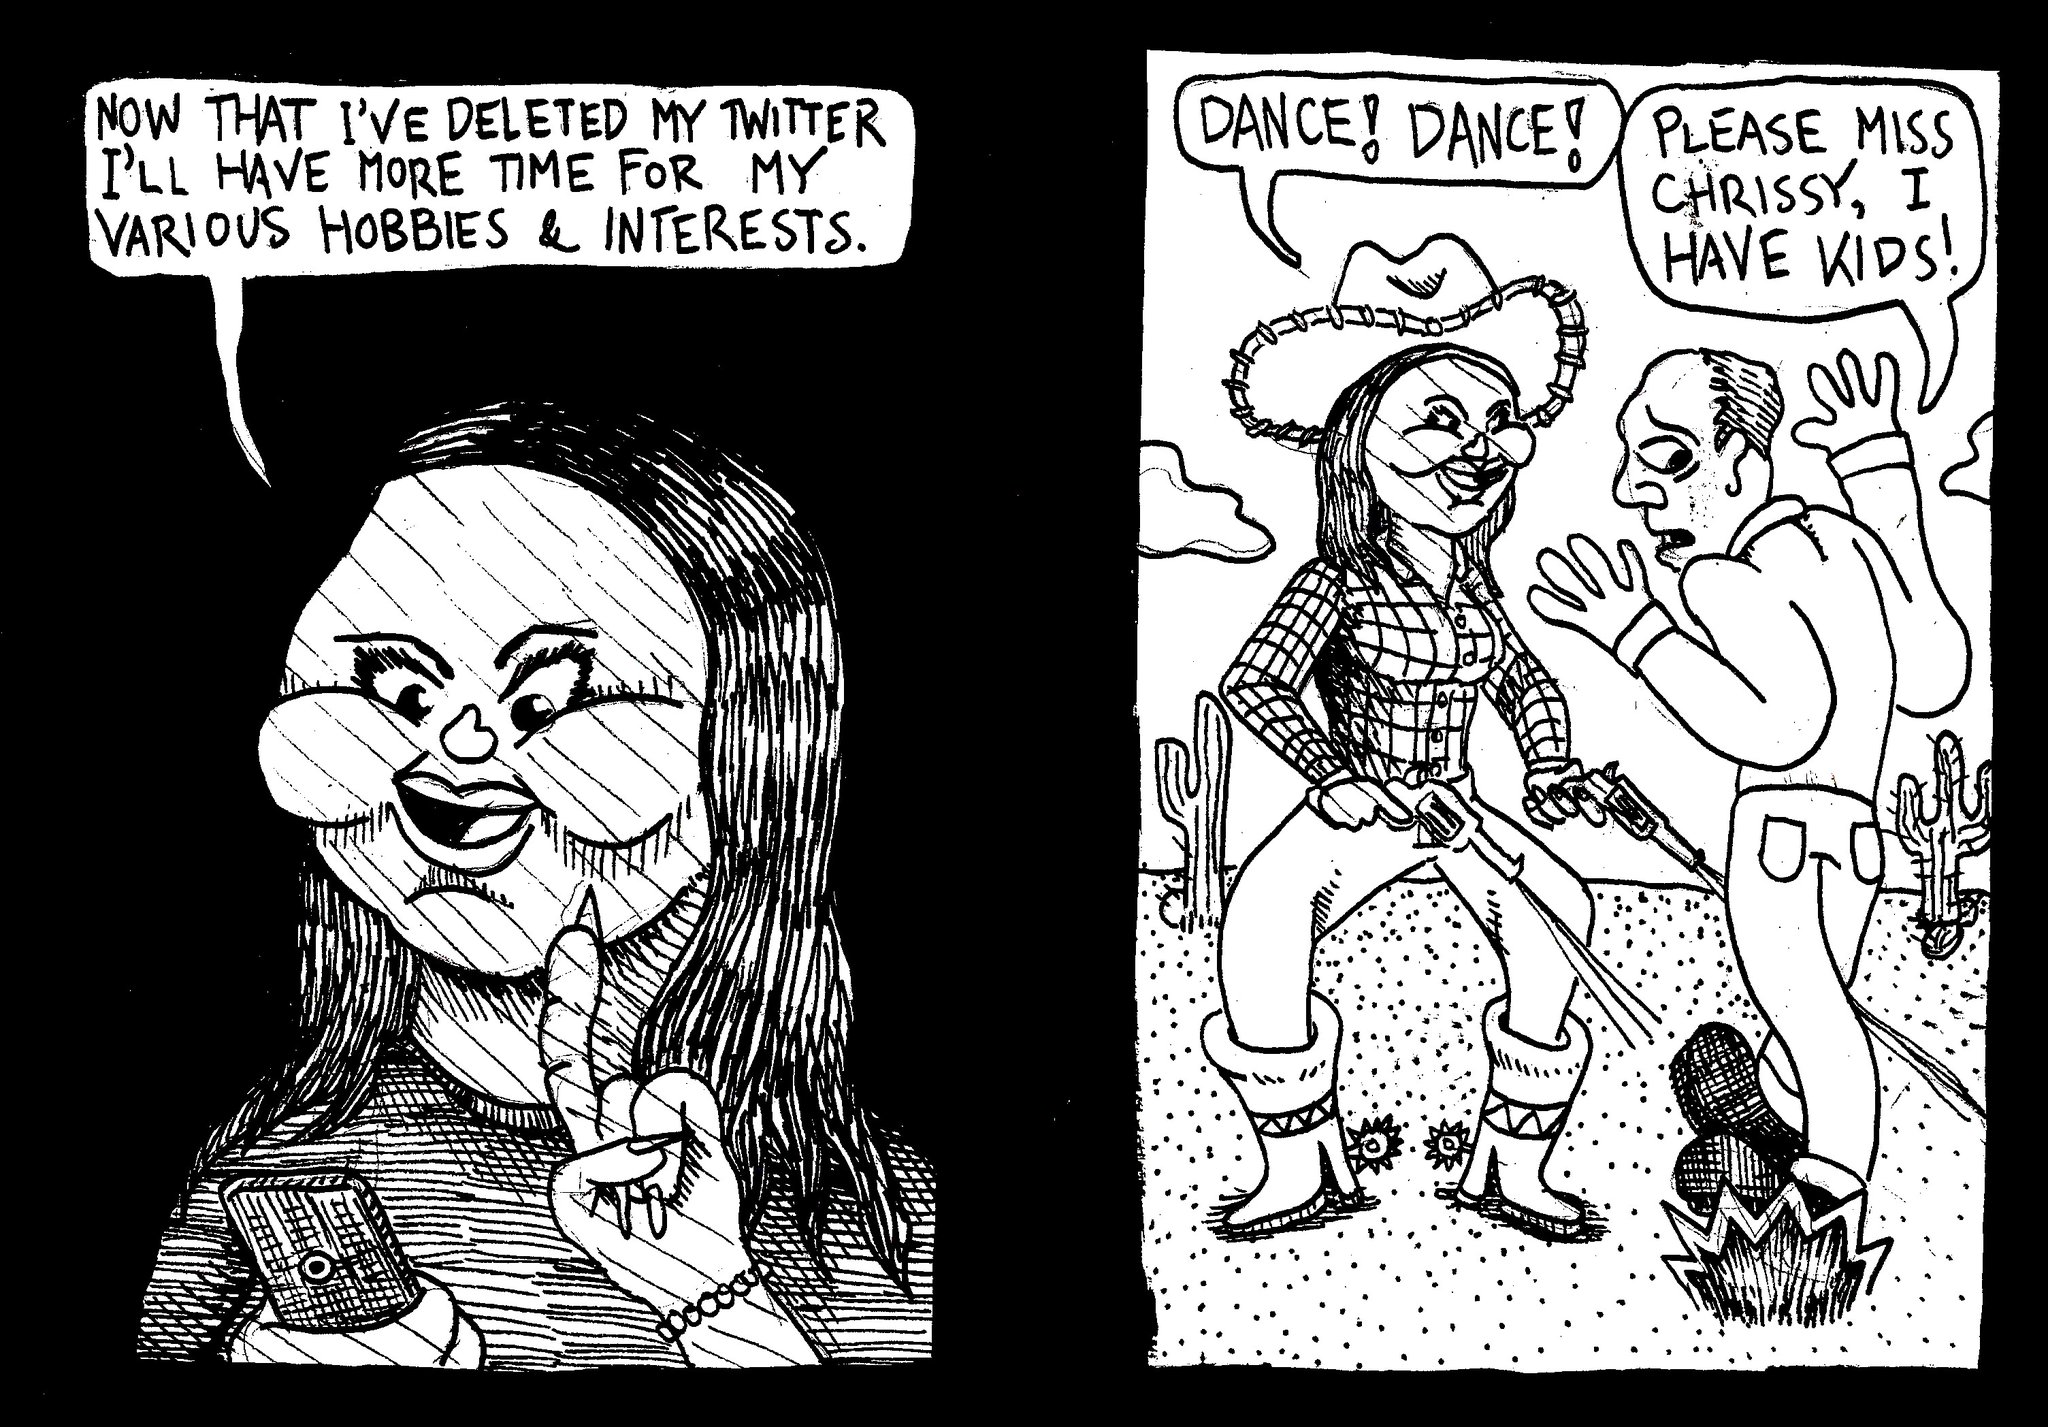 NOW THAT I'VE DELETED MY TWITTER
I'LL HAVE MORE TIME FOR MY
VARIOUS HOBBIES & INTERESTS.
DANCE! DANCE!
PLEASE MISS
CHRISSY, I
HAVE KIDS!